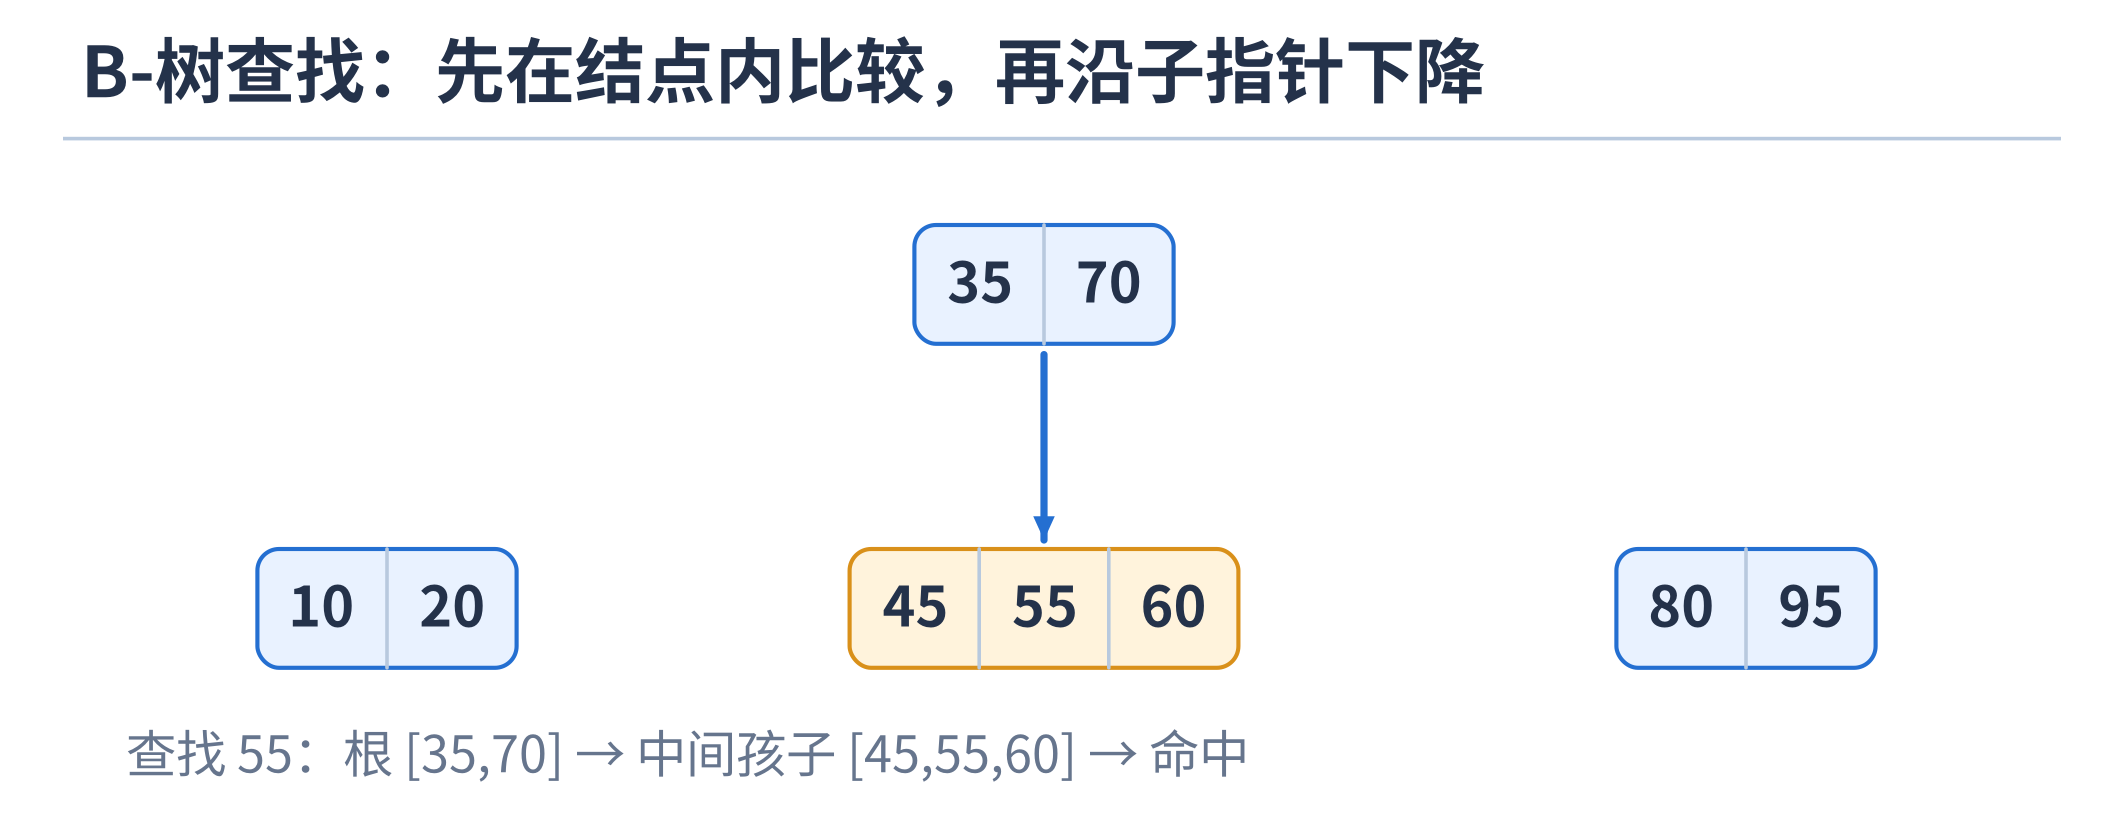 B-树查找：先在结点内比较，再沿子指针下降
35 70
10 20 45 55 60 80 95
查找 55：根 [35,70] → 中间孩子 [45,55,60] → 命中